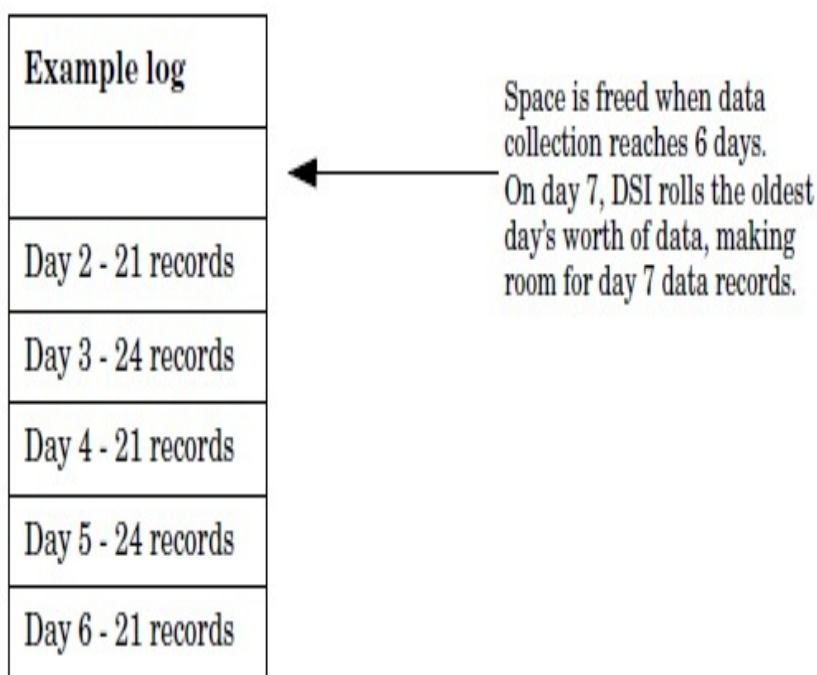 Example log
Space is freed when data
collection reaches 6 days.
On day 7, DSI rolls the oldest
day's worth of data, making
room for day 7 data records.
Day 2 - 21 records
Day 3 - 24 records
Day 4 - 21 records
Day 5 - 24 records
Day 6 - 21 records